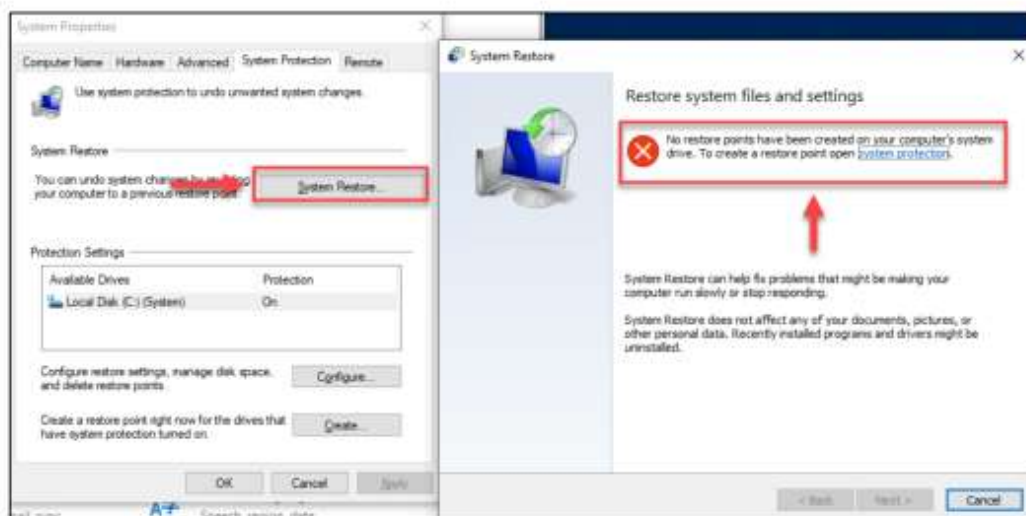 System Properties
Computer Name Hardware Advanced System Protection Remote
Use system protection to undo unwanted system changes.
System Restore
You can undo system changes by
your computer to a previous restore point.
System Restore...
Protection Settings
Available Drives Protection
Local Disk (C:) (System) On
Configure restore settings, manage disk space,
and delete restore points.
Configure...
Create a restore point right now for the drives that
have system protection turned on.
Create...
OK Cancel Apply
System Restore
Restore system files and settings
No restore points have been created on your computer's system
drive. To create a restore point open system protection.
System Restore can help fix problems that might be making your
computer run slowly or stop responding.
System Restore does not affect any of your documents, pictures, or
other personal data. Recently installed programs and drivers might be
uninstalled.
< Back Next > Cancel